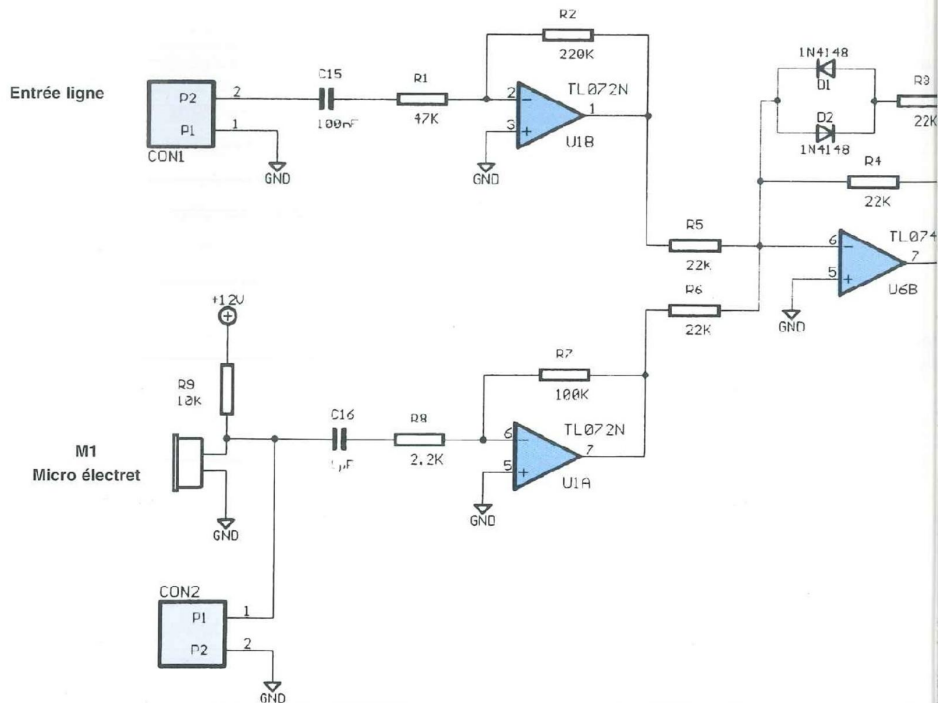 R2
220K
1N4148
D1
R3
22K
D2
1N4148
Entrée ligne
P2
2
P1
1
CON1
GND
C15
100nF
R1
47K
2
3
TL072N
1
U1B
GND
R4
22K
R5
22K
6
5
TL074
7
U6B
GND
R6
22K
+12V
R9
10K
M1
Micro électret
GND
C16
1µF
R8
2.2K
R7
100K
6
5
TL072N
7
U1A
GND
CON2
P1
1
P2
2
GND